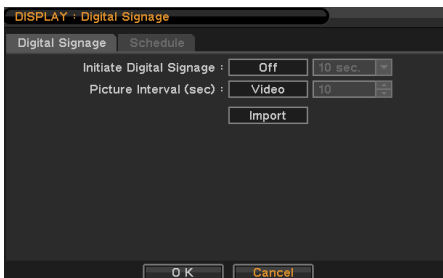 DISPLAY : Digital Signage
Digital Signage Schedule
Initiate Digital Signage : Off 10 sec.
Picture Interval (sec) : Video 10
Import
OK Cancel